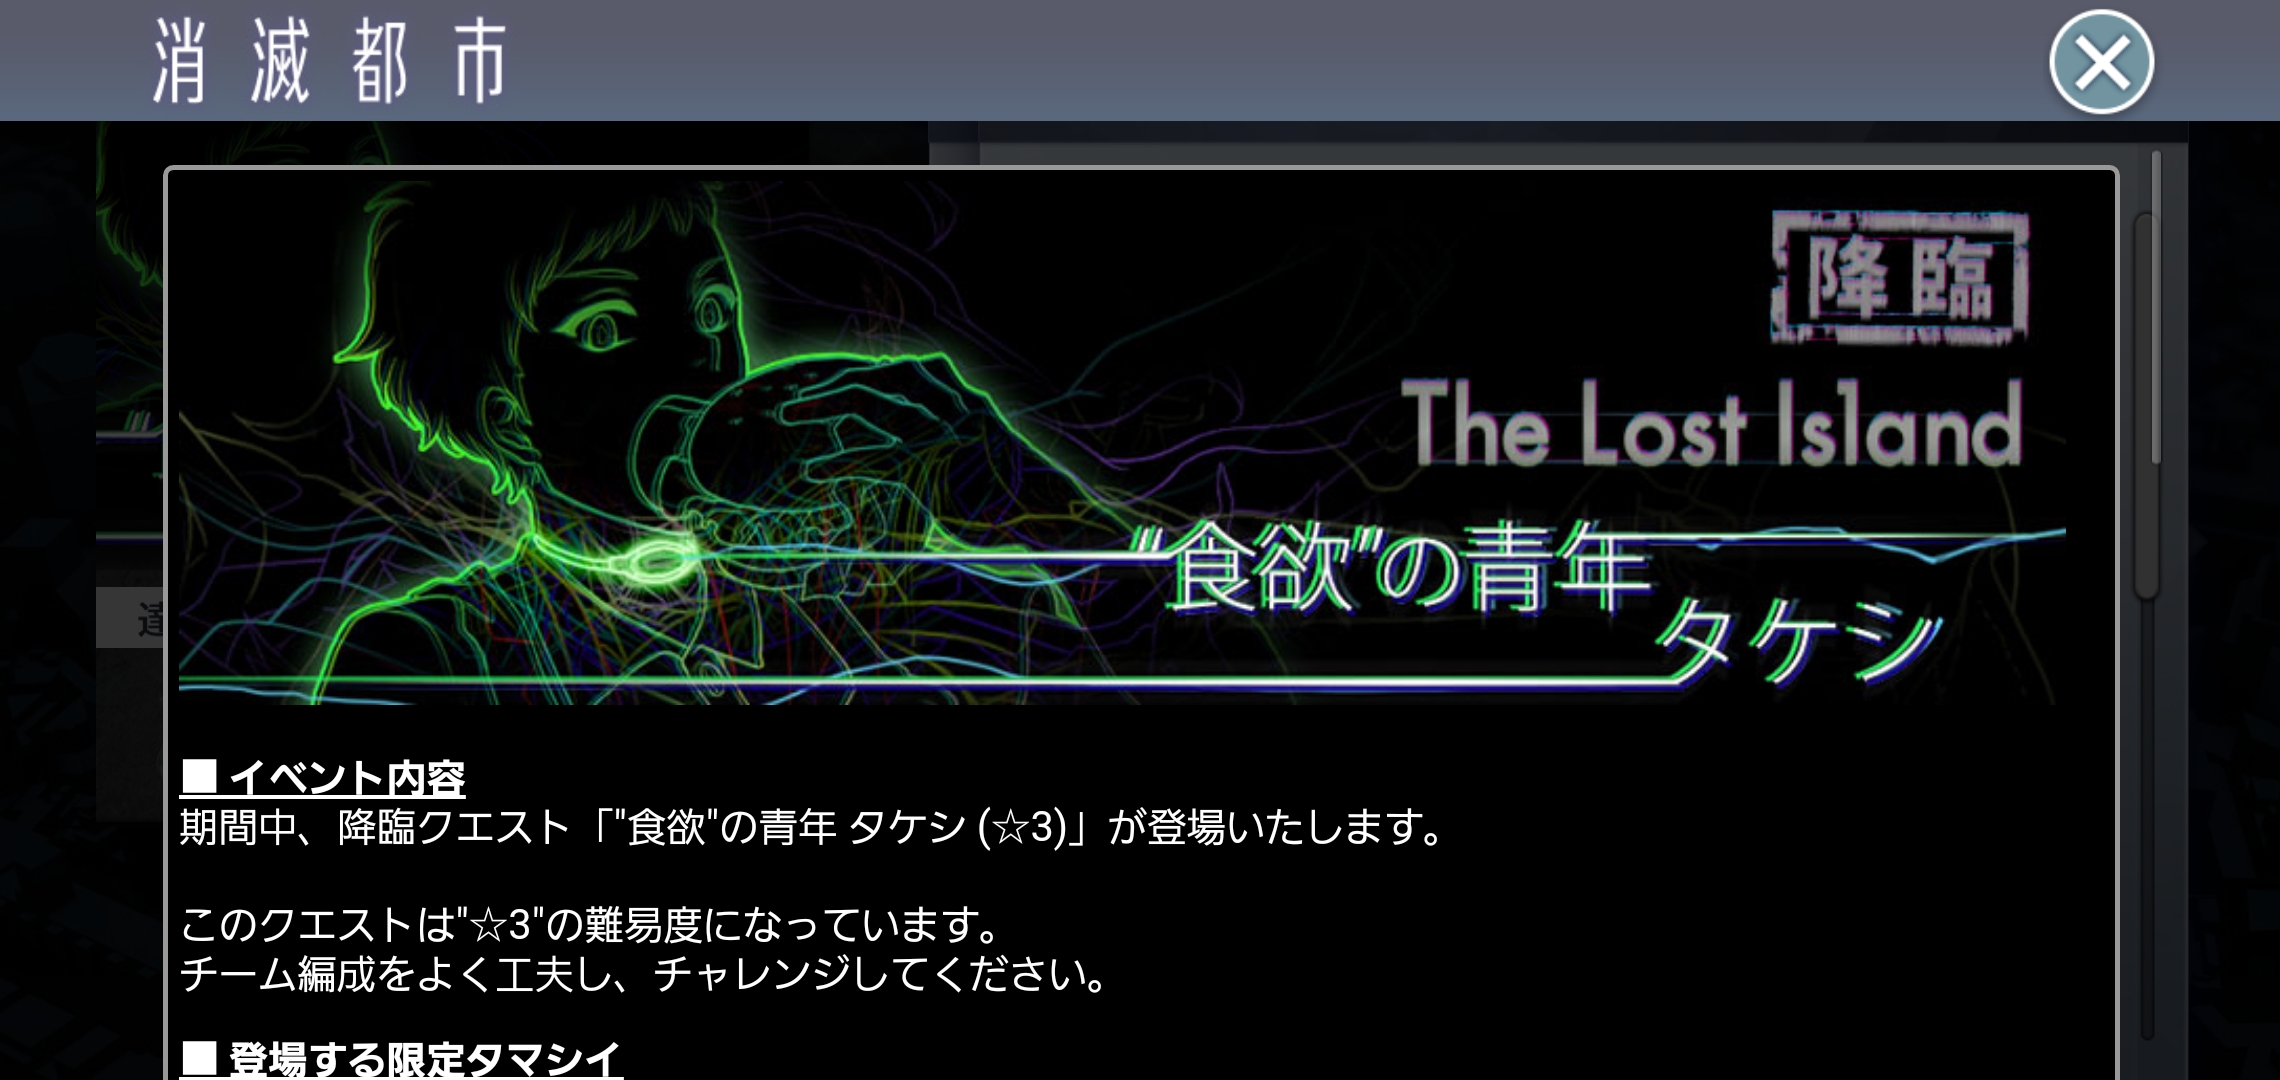 消滅都市
降臨
The Lost Island
"食欲"の青年
タケシ
■ イベント内容
期間中、降臨クエスト「"食欲"の青年 タケシ (☆3)」が登場いたします。
このクエストは"☆3"の難易度になっています。
チーム編成をよく工夫し、チャレンジしてください。
■ 登場する限定タマシイ